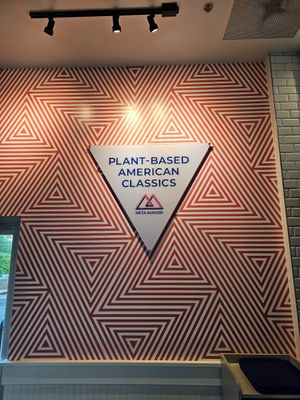 PLANT-BASED
AMERICAN
CLASSICS
META BURGER